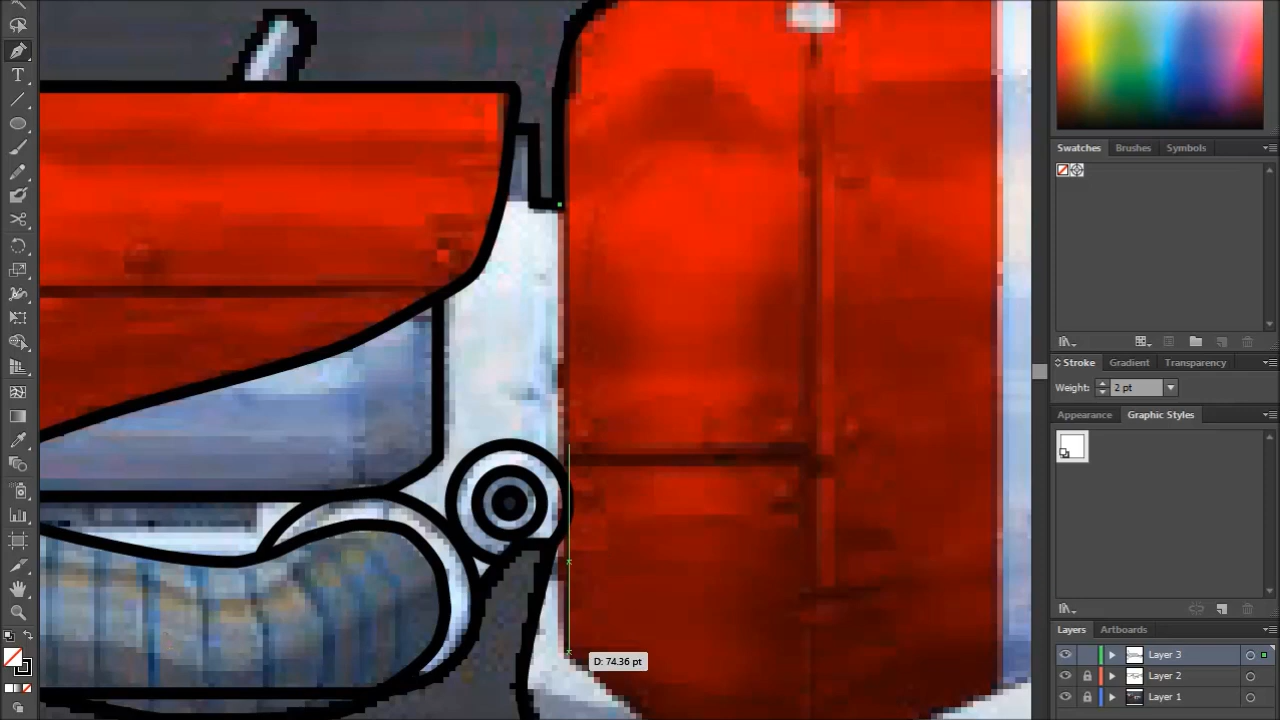 Swatches Brushes Symbols
Stroke Gradient Transparency
Weight: 2 pt
Appearance Graphic Styles
D: 74.36 pt
Layers Artboards
Layer 3
Layer 2
Layer 1